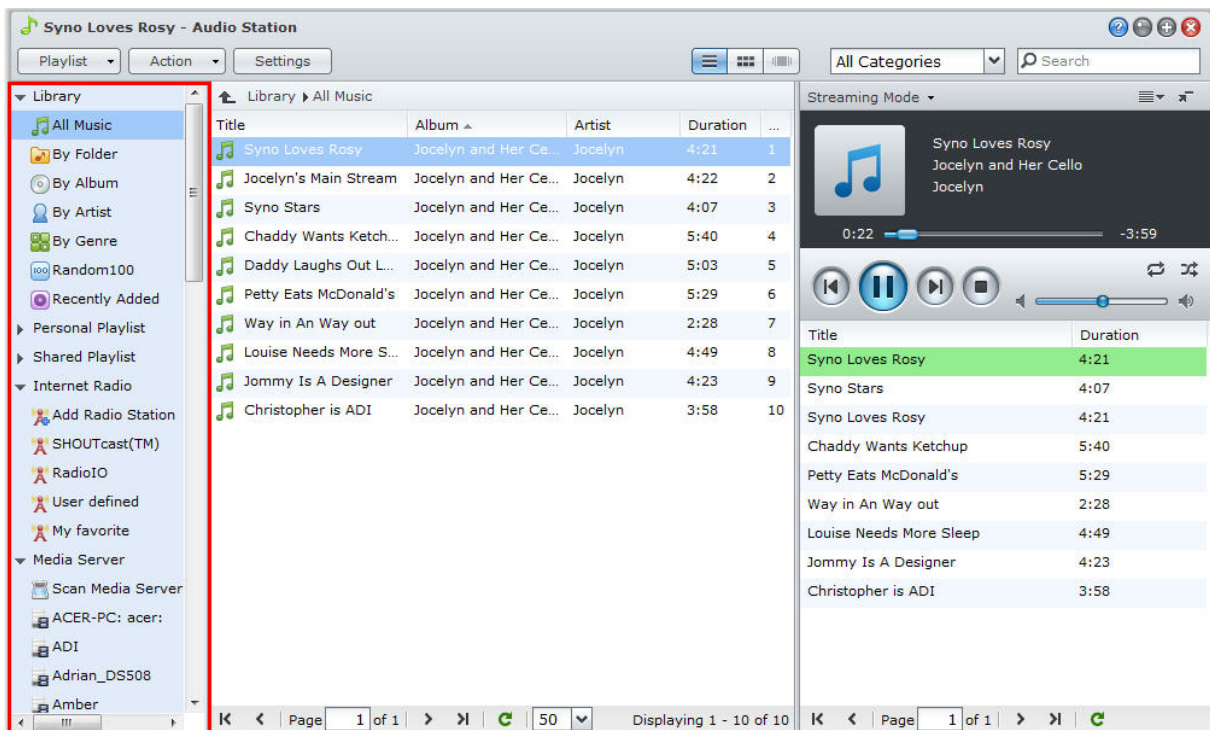 Syno Loves Rosy - Audio Station
Playlist Action Settings All Categories Search
Library
All Music
By Folder
By Album
By Artist
By Genre
100 Random100
Recently Added
Personal Playlist
Shared Playlist
Internet Radio
Add Radio Station
SHOUTcast(TM)
RadioIO
User defined
My favorite
Media Server
Scan Media Server
ACER-PC: acer:
ADI
Adrian_DS508
Amber
Library All Music
Title Album Artist Duration ...
Syno Loves Rosy Jocelyn and Her Ce... Jocelyn 4:21 1
Jocelyn's Main Stream Jocelyn and Her Ce... Jocelyn 4:22 2
Syno Stars Jocelyn and Her Ce... Jocelyn 4:07 3
Chaddy Wants Ketch... Jocelyn and Her Ce... Jocelyn 5:40 4
Daddy Laughs Out L... Jocelyn and Her Ce... Jocelyn 5:03 5
Petty Eats McDonald's Jocelyn and Her Ce... Jocelyn 5:29 6
Way in An Way out Jocelyn and Her Ce... Jocelyn 2:28 7
Louise Needs More S... Jocelyn and Her Ce... Jocelyn 4:49 8
Jommy Is A Designer Jocelyn and Her Ce... Jocelyn 4:23 9
Christopher is ADI Jocelyn and Her Ce... Jocelyn 3:58 10
Page 1 of 1 50 Displaying 1 - 10 of 10
Streaming Mode
Syno Loves Rosy
Jocelyn and Her Cello
Jocelyn
0:22 -3:59
Title Duration
Syno Loves Rosy 4:21
Syno Stars 4:07
Syno Loves Rosy 4:21
Chaddy Wants Ketchup 5:40
Petty Eats McDonald's 5:29
Way in An Way out 2:28
Louise Needs More Sleep 4:49
Jommy Is A Designer 4:23
Christopher is ADI 3:58
Page 1 of 1